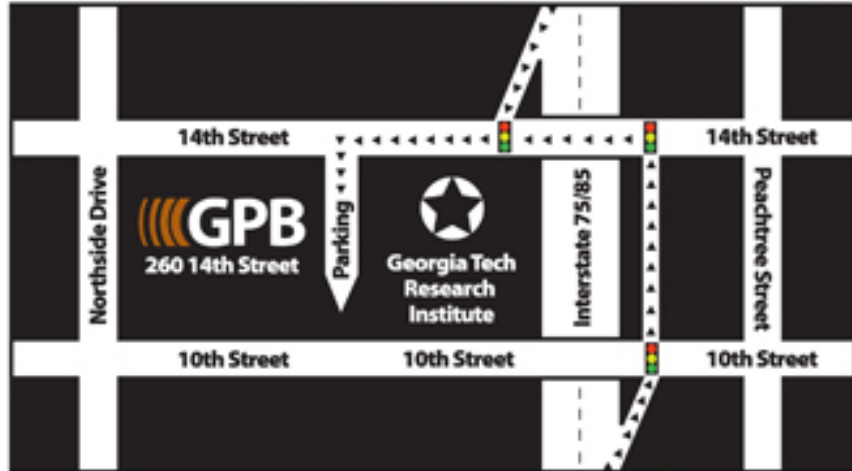 14th Street
14th Street
Northside Drive
GPB
260 14th Street
Parking
Georgia Tech
Research
Institute
Interstate 75/85
Peachtree Street
10th Street
10th Street
10th Street